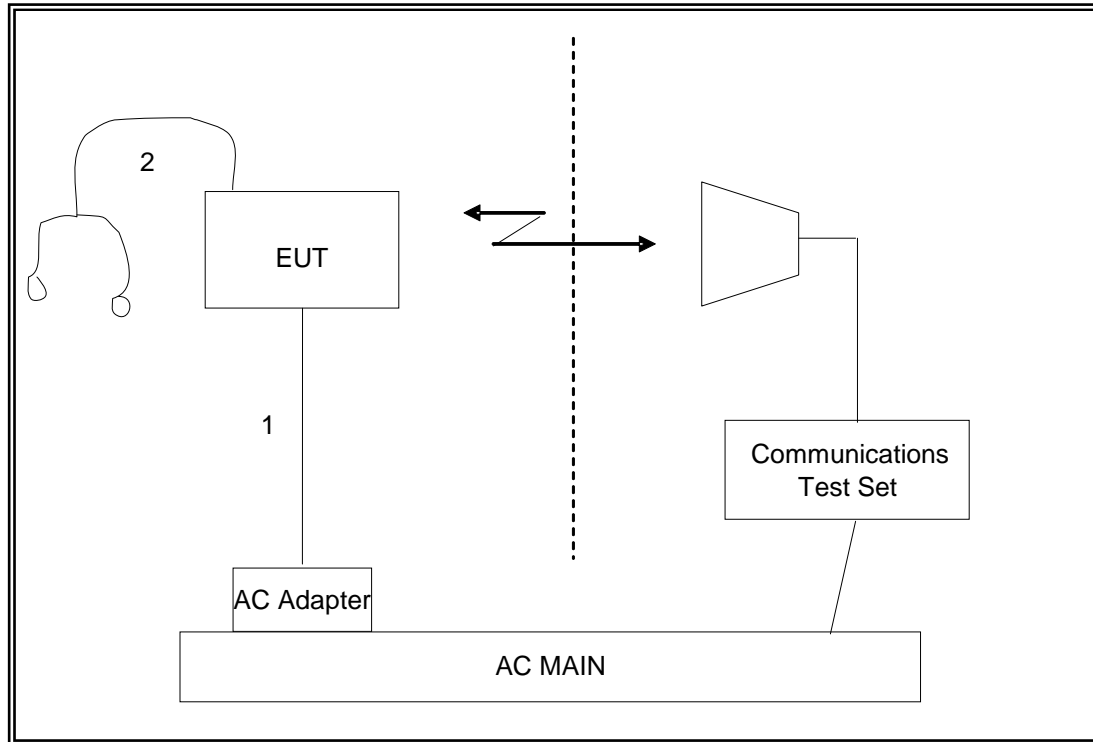 2
EUT
1
Communications
Test Set
AC Adapter
AC MAIN